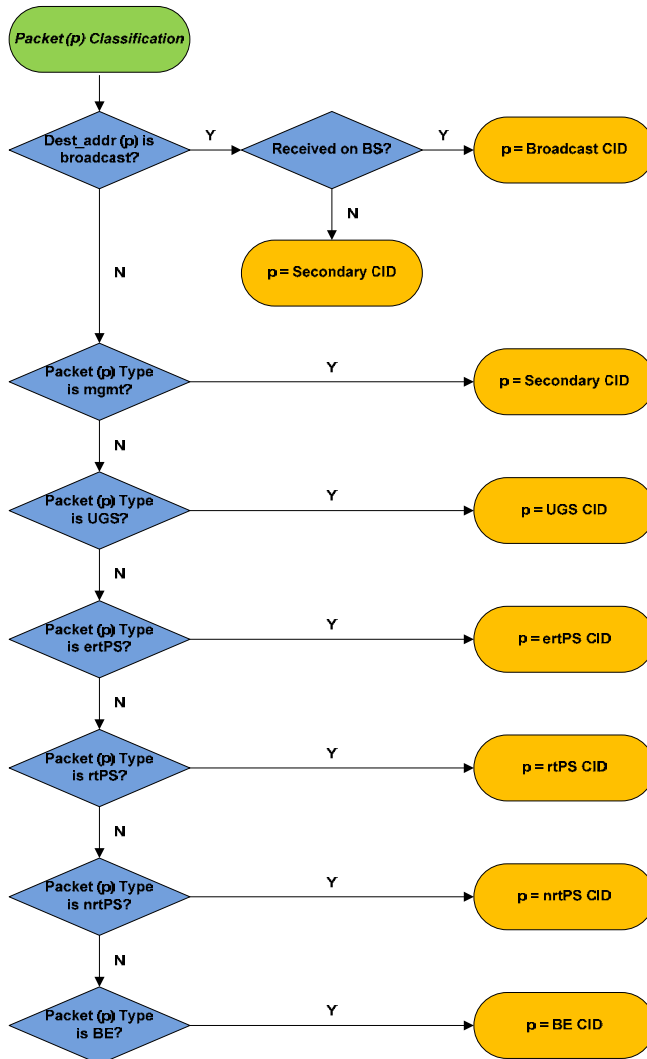 Packet (p) Classification
Dest_addr (p) is
broadcast?
Y
Received on BS?
Y
p = Broadcast CID
N
p = Secondary CID
N
Packet (p) Type
is mgmt?
Y
p = Secondary CID
N
Packet (p) Type
is UGS?
Y
p = UGS CID
N
Packet (p) Type
is ertPS?
Y
p = ertPS CID
N
Packet (p) Type
is rtPS?
Y
p = rtPS CID
N
Packet (p) Type
is nrtPS?
Y
p = nrtPS CID
N
Packet (p) Type
is BE?
Y
p = BE CID